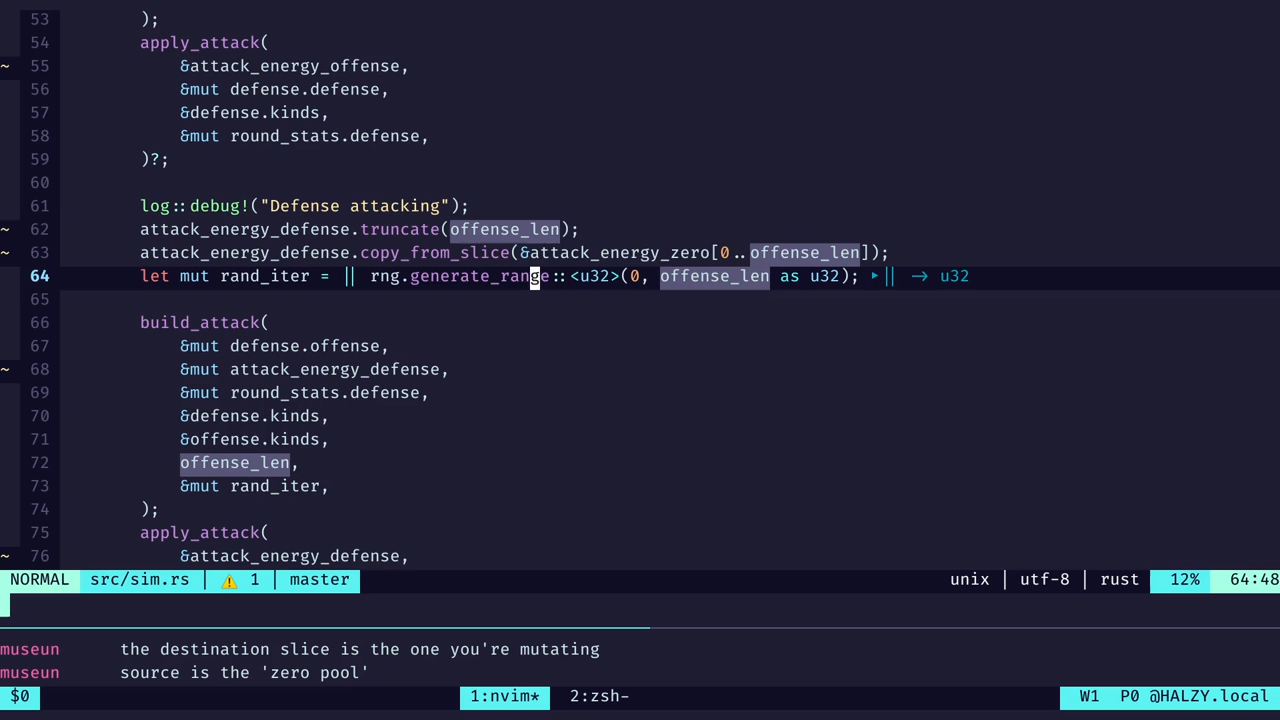 53         );
54         apply_attack(
~ 55             &attack_energy_offense,
56             &mut defense.defense,
57             &defense.kinds,
58             &mut round_stats.defense,
59         )?;
60
61         log::debug!("Defense attacking");
~ 62         attack_energy_defense.truncate(offense_len);
~ 63         attack_energy_defense.copy_from_slice(&attack_energy_zero[0..offense_len]);
64         let mut rand_iter = || rng.generate_range::<u32>(0, offense_len as u32); ▸|| → u32
65
66         build_attack(
67             &mut defense.offense,
~ 68             &mut attack_energy_defense,
69             &mut round_stats.defense,
70             &defense.kinds,
71             &offense.kinds,
72             offense_len,
73             &mut rand_iter,
74         );
75         apply_attack(
~ 76             &attack_energy_defense,
NORMAL src/sim.rs | ⚠ 1 | master unix | utf-8 | rust 12% 64:48
museun the destination slice is the one you're mutating
museun source is the 'zero pool'
$0 1:nvim* 2:zsh- W1 P0 @HALZY.local